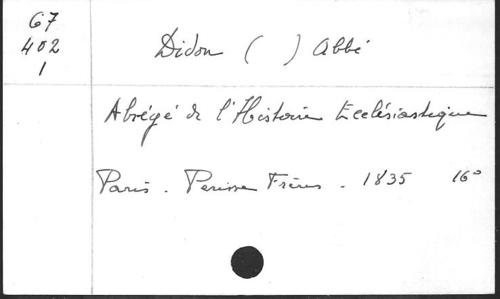 67
402
1
Didon ( ) Abbé
Abrégé de l'Histoire Ecclésiastique
Paris. Perisse Frères. 1835 16°